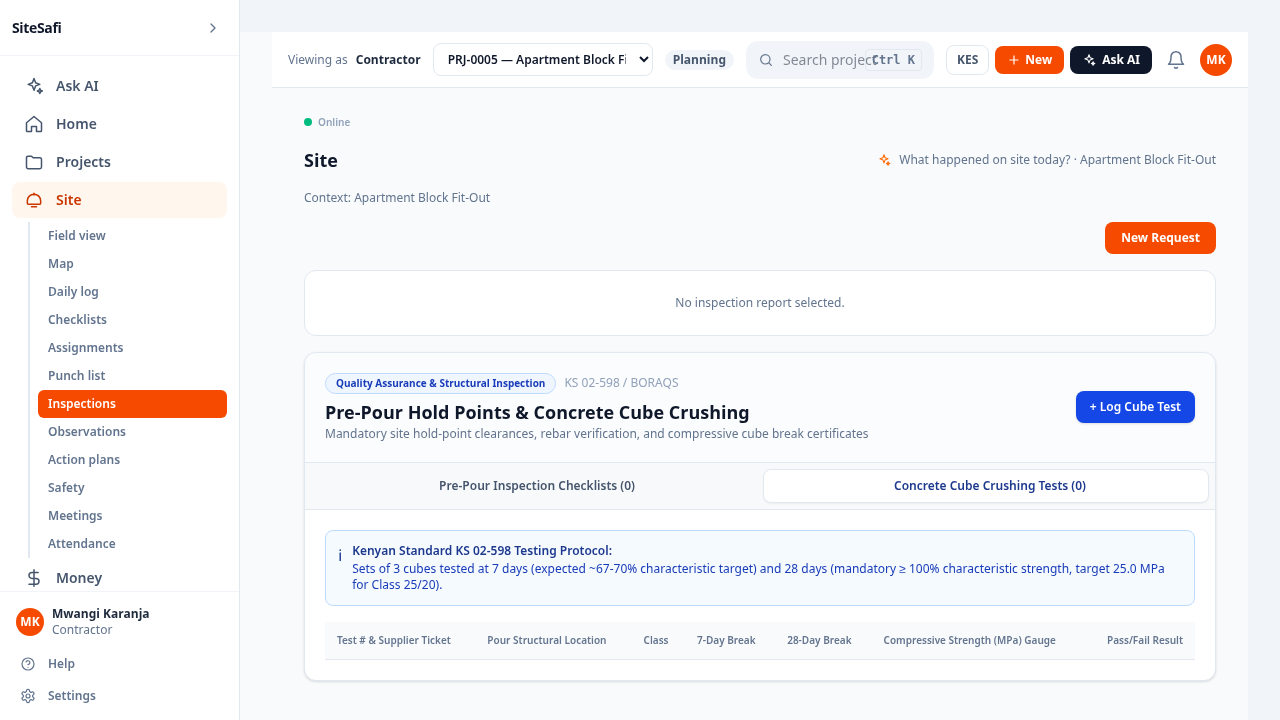 SiteSafi
Ask AI
Home
Projects
Site
Field view
Map
Daily log
Checklists
Assignments
Punch list
Inspections
Observations
Action plans
Safety
Meetings
Attendance
Money
MK
Mwangi Karanja
Contractor
Help
Settings
Viewing as Contractor
PRJ-0005 — Apartment Block Fi
Planning
Search project
Ctrl K
KES
New
Ask AI
MK
Online
Site
What happened on site today? · Apartment Block Fit-Out
Context: Apartment Block Fit-Out
New Request
No inspection report selected.
Quality Assurance & Structural Inspection
KS 02-598 / BORAQS
Pre-Pour Hold Points & Concrete Cube Crushing
Mandatory site hold-point clearances, rebar verification, and compressive cube break certificates
+ Log Cube Test
Pre-Pour Inspection Checklists (0)
Concrete Cube Crushing Tests (0)
i
Kenyan Standard KS 02-598 Testing Protocol:
Sets of 3 cubes tested at 7 days (expected ~67-70% characteristic target) and 28 days (mandatory ≥ 100% characteristic strength, target 25.0 MPa
for Class 25/20).
Test # & Supplier Ticket
Pour Structural Location
Class
7-Day Break
28-Day Break
Compressive Strength (MPa) Gauge
Pass/Fail Result